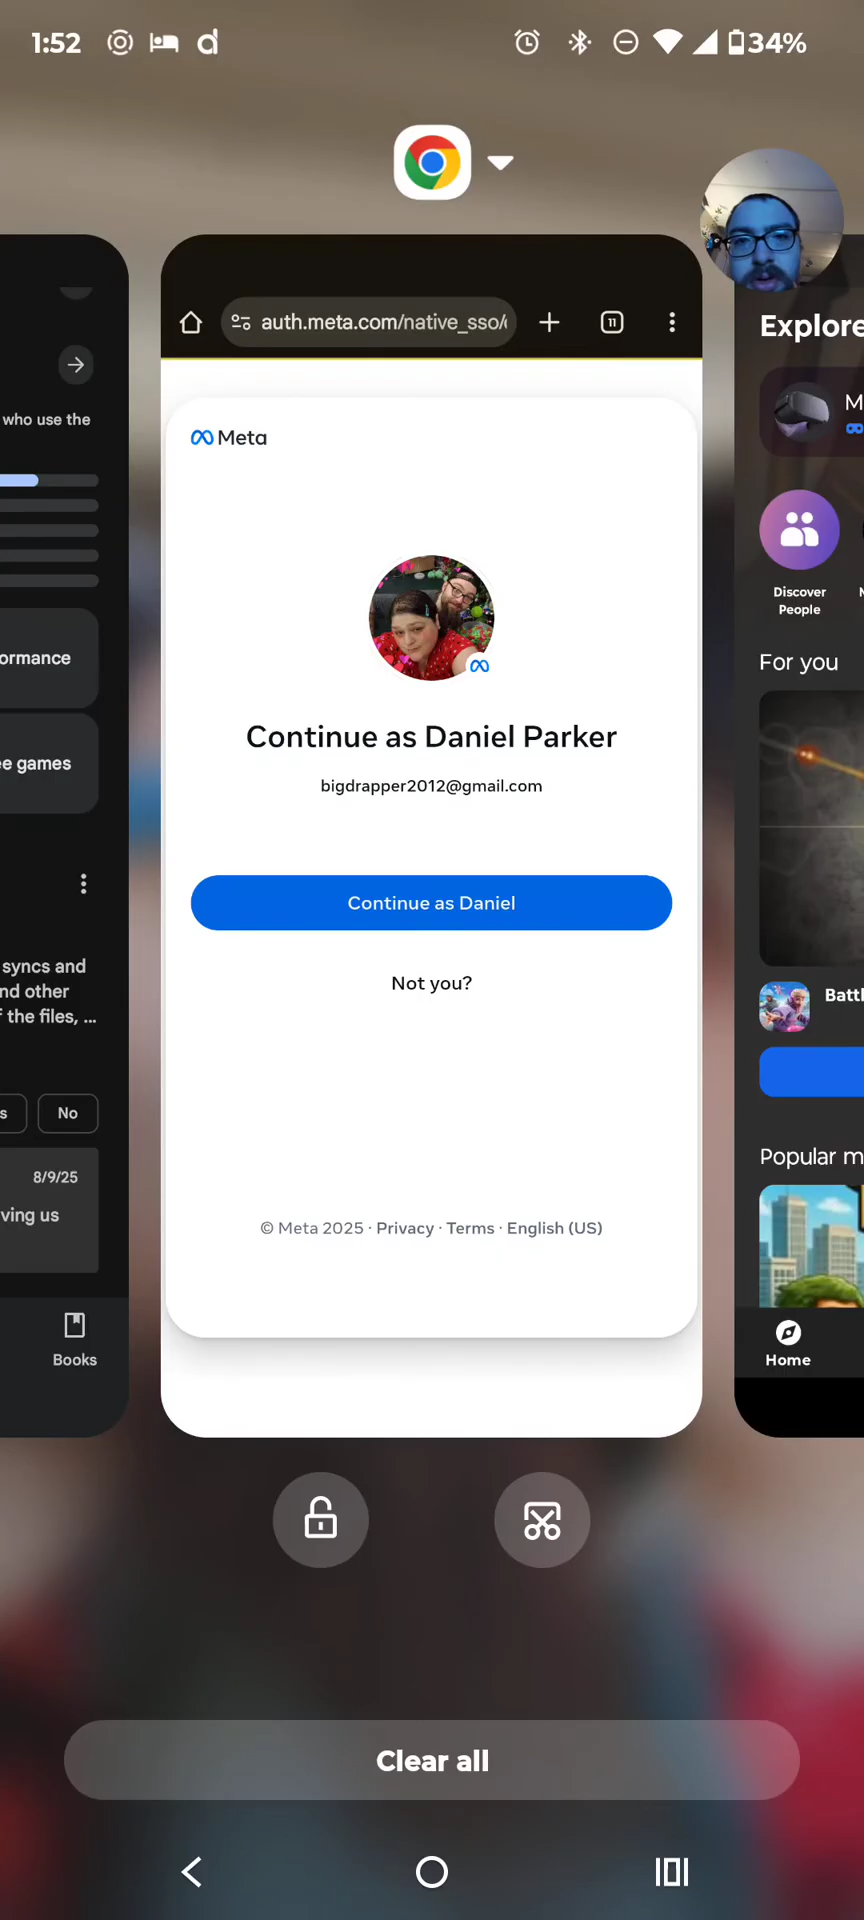 1:52
34%
auth.meta.com/native_sso/
11
who use the
ormance
e games
syncs and
nd other
f the files, ...
s
No
8/9/25
ving us
Books
Meta
Continue as Daniel Parker
bigdrapper2012@gmail.com
Continue as Daniel
Not you?
© Meta 2025 · Privacy · Terms · English (US)
Explore
M
Discover
People
For you
Battl
Popular m
Home
Clear all